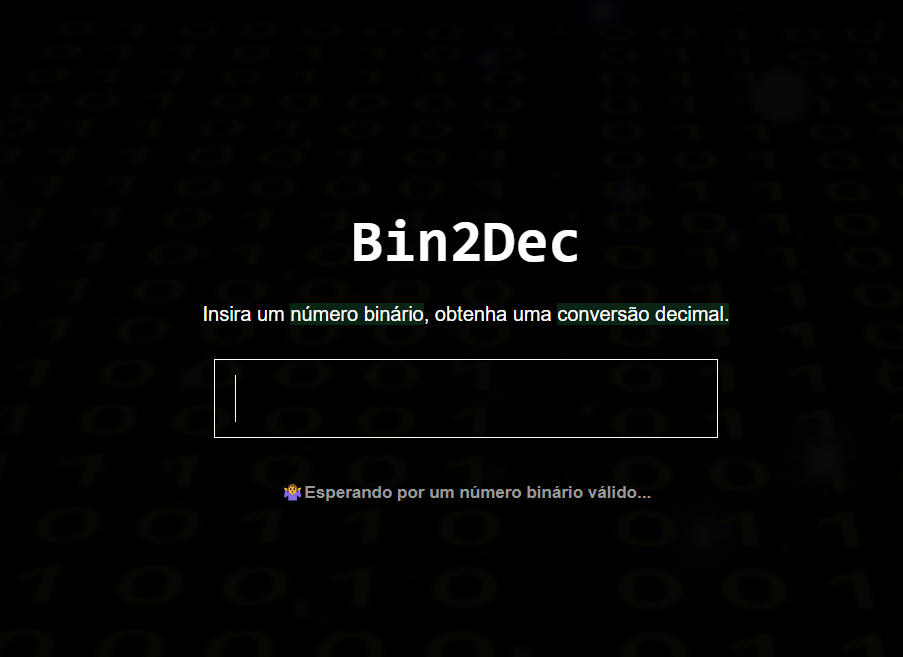 Bin2Dec
Insira um número binário, obtenha uma conversão decimal.
🤷‍♀️Esperando por um número binário válido...